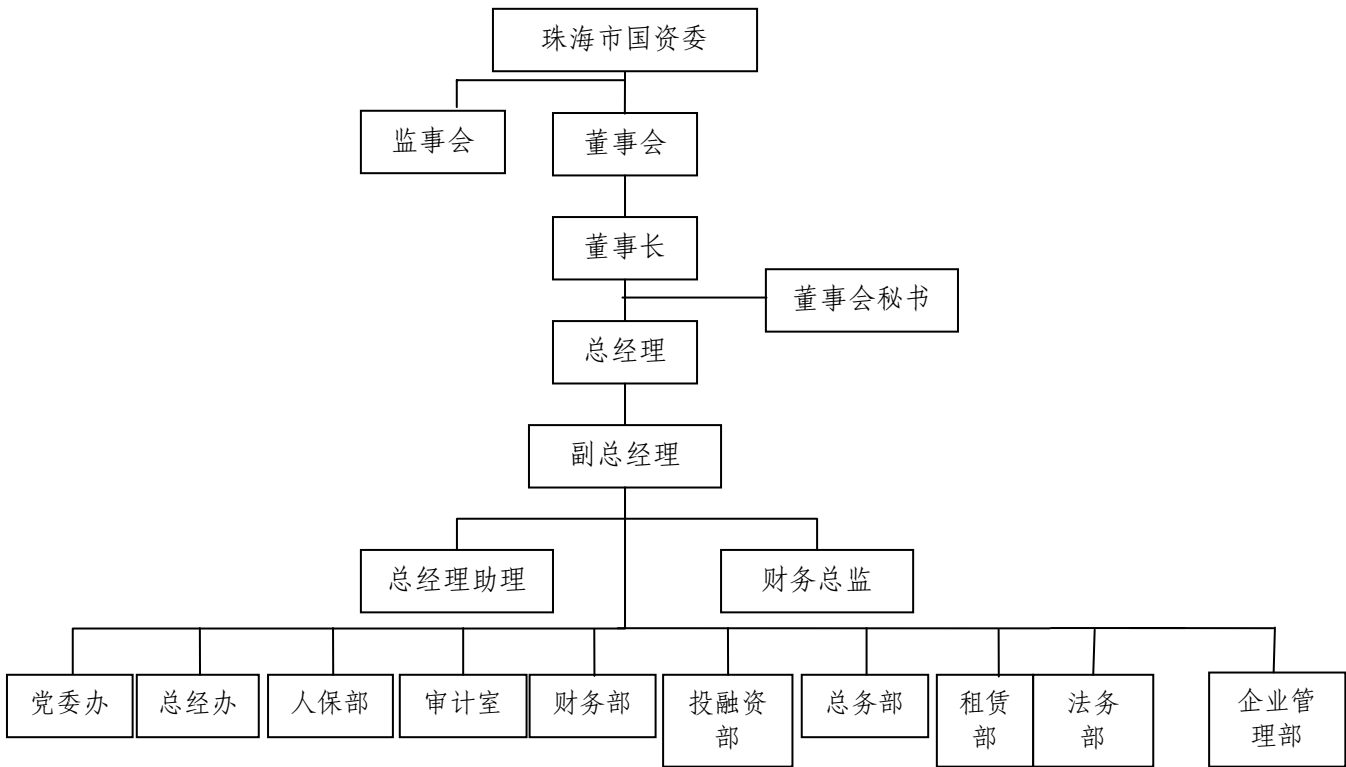 珠海市国资委
监事会
董事会
董事长
董事会秘书
总经理
副总经理
总经理助理
财务总监
党委办
总经办
人保部
审计室
财务部
投融资
部
总务部
租赁
部
法务
部
企业管
理部